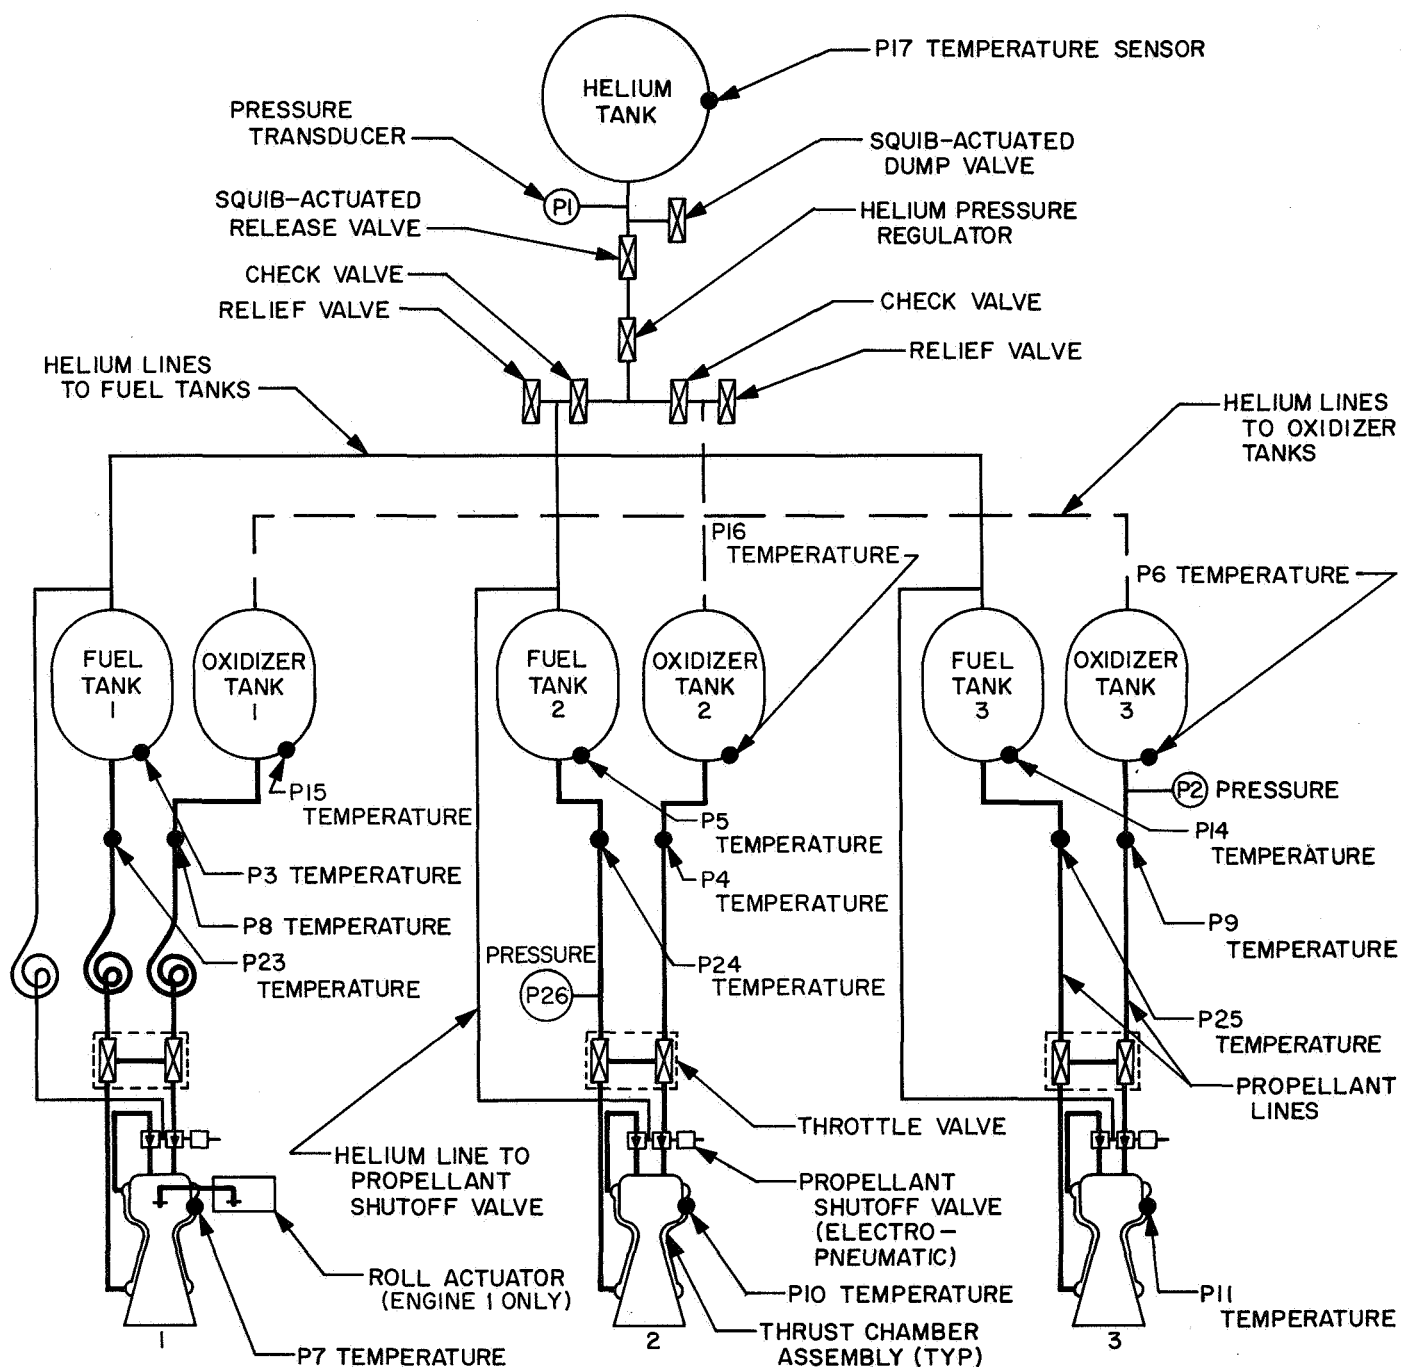 HELIUM
TANK
P17 TEMPERATURE SENSOR
PRESSURE
TRANSDUCER
P1
SQUIB-ACTUATED
DUMP VALVE
SQUIB-ACTUATED
RELEASE VALVE
HELIUM PRESSURE
REGULATOR
CHECK VALVE
RELIEF VALVE
CHECK VALVE
RELIEF VALVE
HELIUM LINES
TO FUEL TANKS
HELIUM LINES
TO OXIDIZER
TANKS
P16
TEMPERATURE
P6 TEMPERATURE
FUEL
TANK
1
OXIDIZER
TANK
1
FUEL
TANK
2
OXIDIZER
TANK
2
FUEL
TANK
3
OXIDIZER
TANK
3
P15
TEMPERATURE
P3 TEMPERATURE
P8 TEMPERATURE
P23
TEMPERATURE
P5
TEMPERATURE
P4
TEMPERATURE
PRESSURE
P26
P24
TEMPERATURE
P2 PRESSURE
P14
TEMPERATURE
P9
TEMPERATURE
P25
TEMPERATURE
PROPELLANT
LINES
THROTTLE VALVE
HELIUM LINE TO
PROPELLANT
SHUTOFF VALVE
PROPELLANT
SHUTOFF VALVE
(ELECTRO-
PNEUMATIC)
ROLL ACTUATOR
(ENGINE 1 ONLY)
P10 TEMPERATURE
P11
TEMPERATURE
THRUST CHAMBER
ASSEMBLY (TYP)
P7 TEMPERATURE
1
2
3